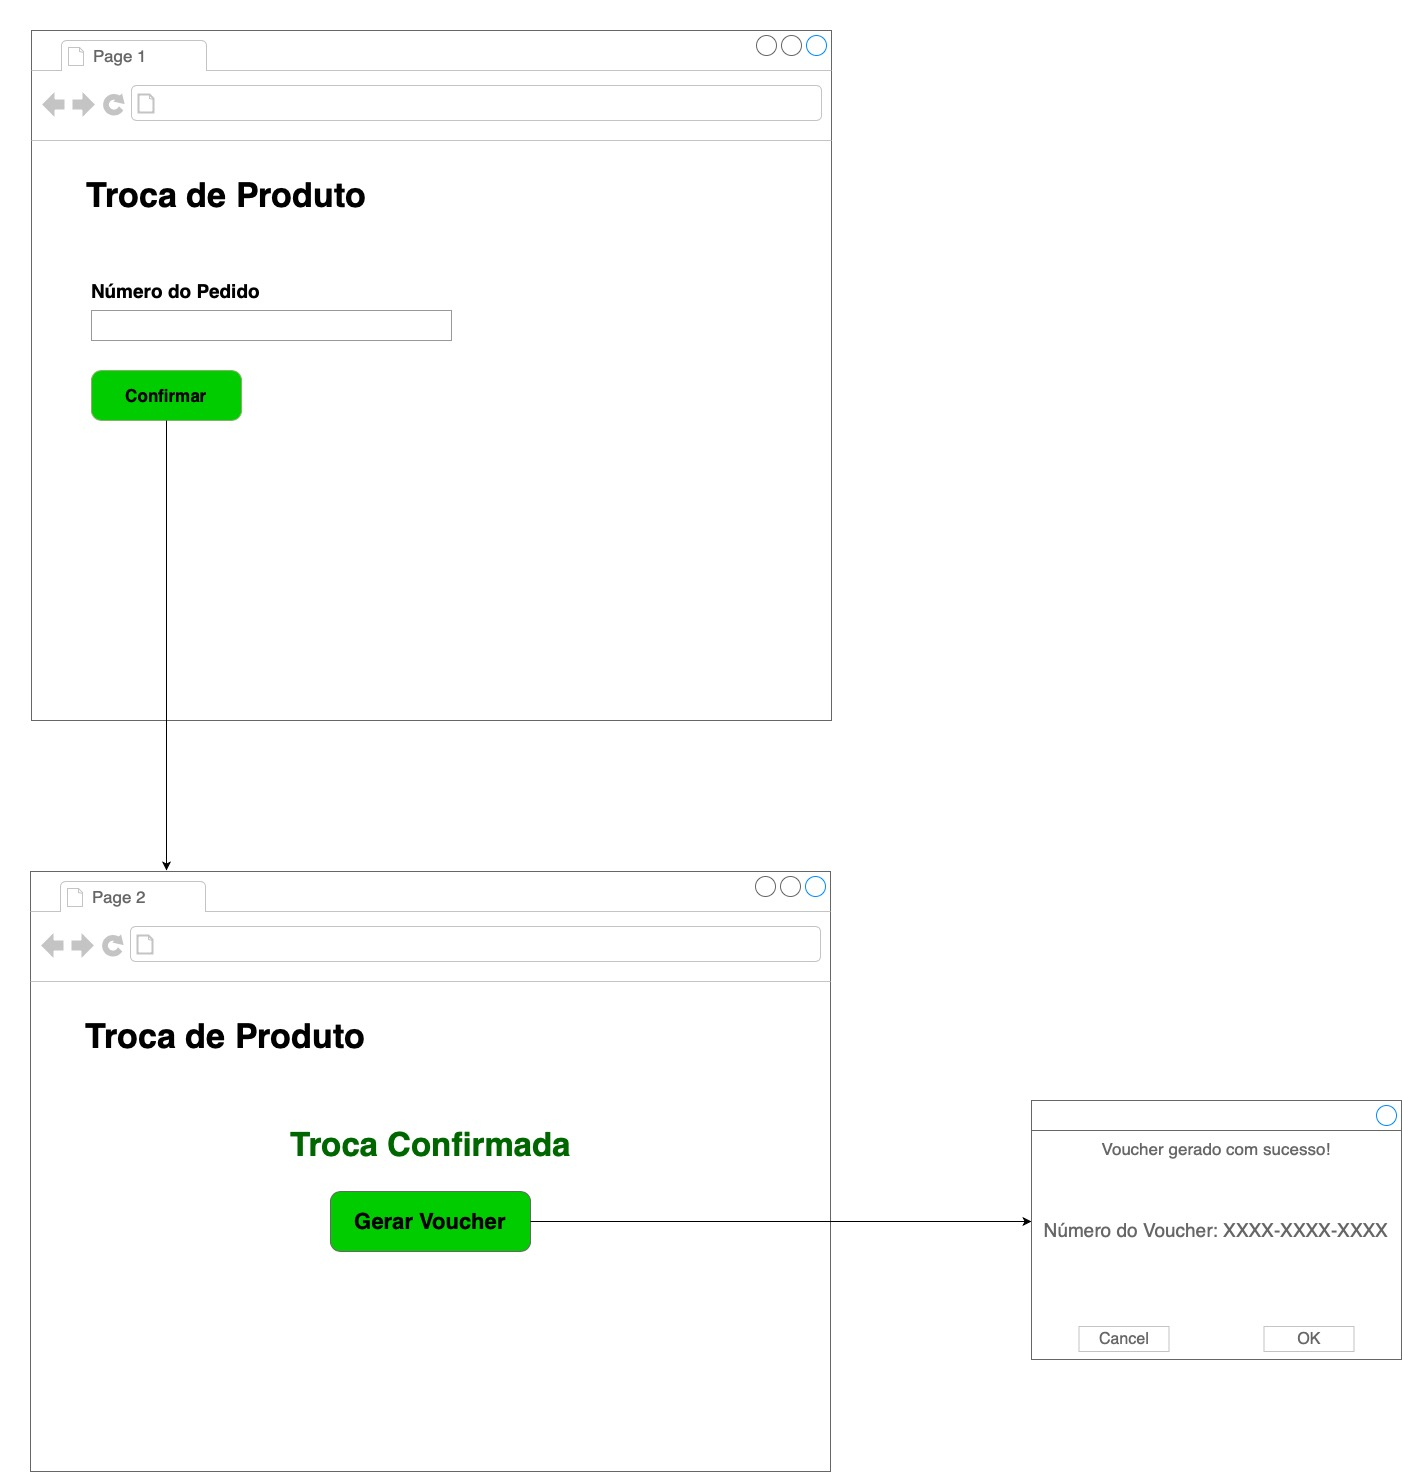 Page 1
Troca de Produto
Número do Pedido
Confirmar
Page 2
Troca de Produto
Troca Confirmada
Gerar Voucher
Voucher gerado com sucesso!
Número do Voucher: XXXX-XXXX-XXXX
Cancel
OK